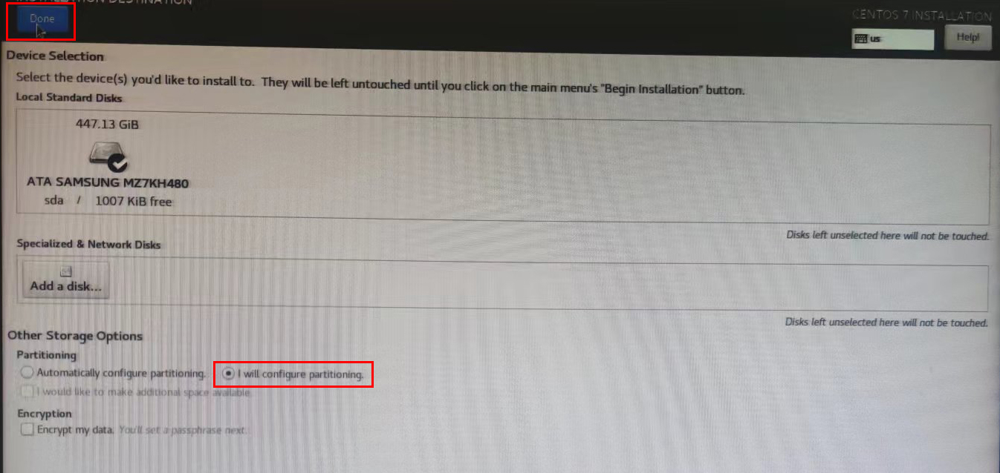 INSTALLATION DESTINATION
Done
CENTOS 7 INSTALLATION
us
Help!
Device Selection
Select the device(s) you'd like to install to. They will be left untouched until you click on the main menu's "Begin Installation" button.
Local Standard Disks
447.13 GiB
ATA SAMSUNG MZ7KH480
sda / 1007 KiB free
Disks left unselected here will not be touched.
Specialized & Network Disks
Add a disk...
Disks left unselected here will not be touched.
Other Storage Options
Partitioning
Automatically configure partitioning. I will configure partitioning.
I would like to make additional space available.
Encryption
Encrypt my data. You'll set a passphrase next.